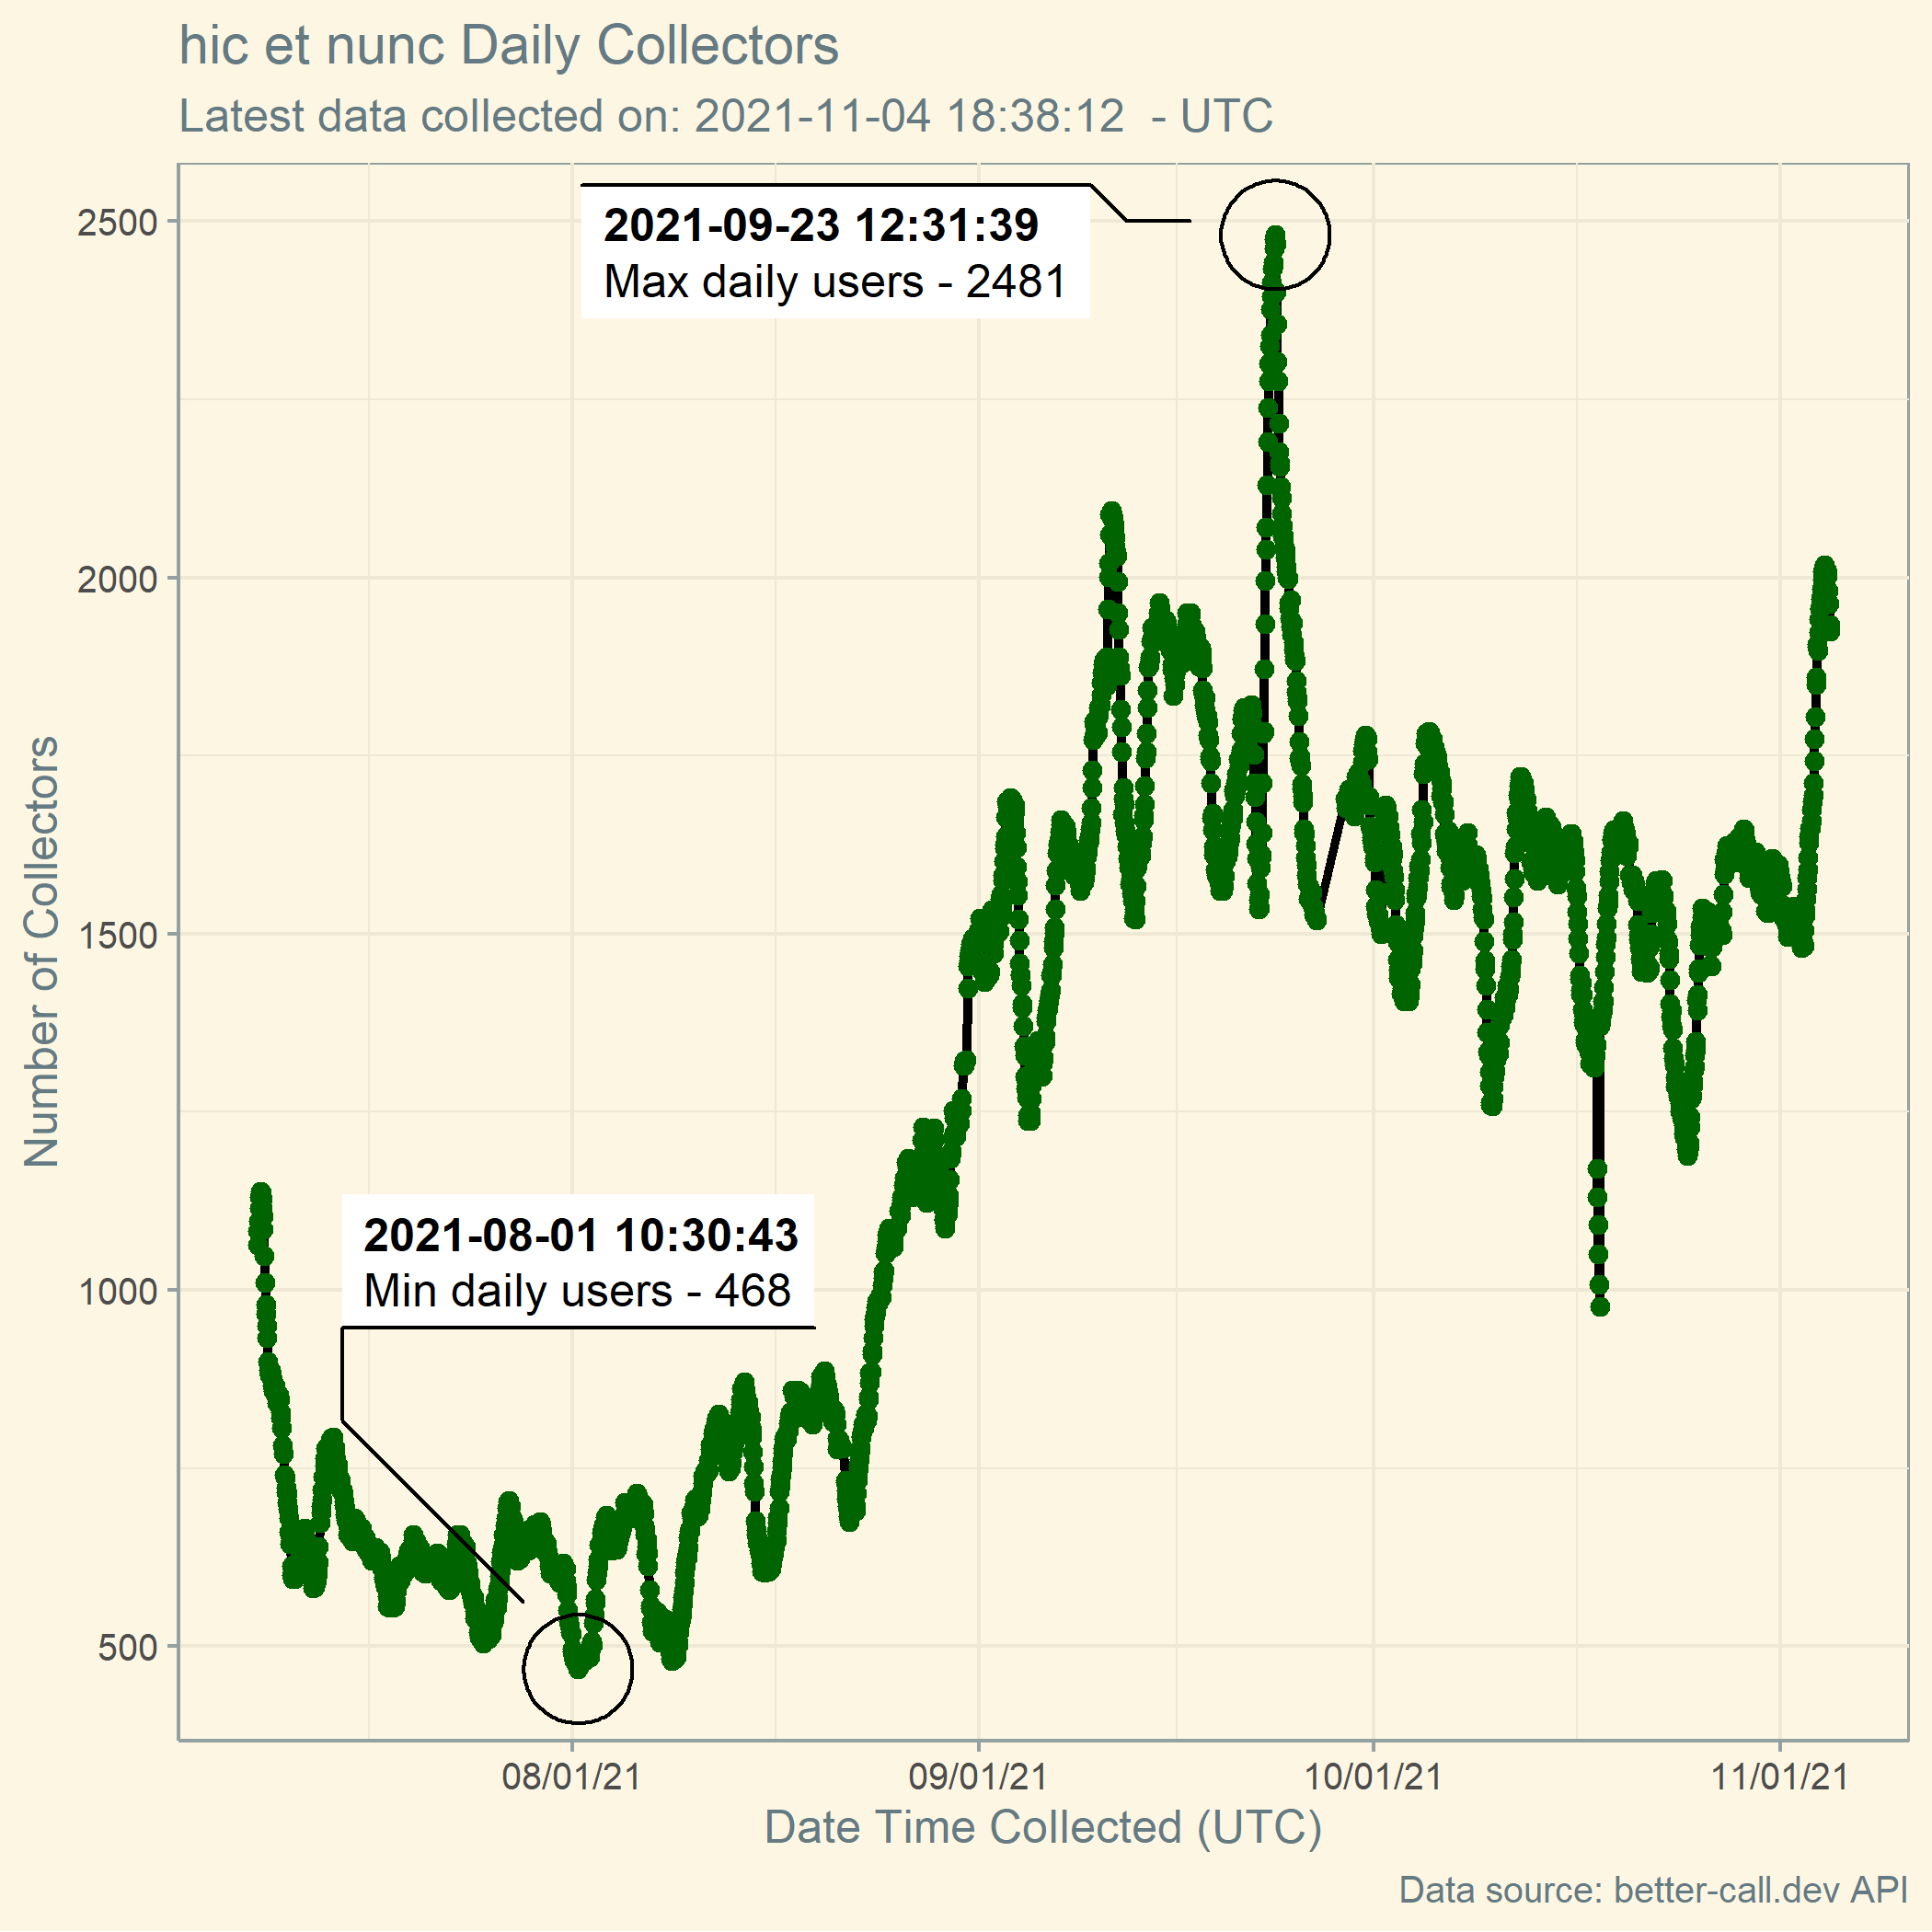 hic et nunc Daily Collectors
Latest data collected on: 2021-11-04 18:38:12  - UTC
2021-09-23 12:31:39
Max daily users - 2481
2021-08-01 10:30:43
Min daily users - 468
Number of Collectors
2500
2000
1500
1000
500
08/01/21
09/01/21
10/01/21
11/01/21
Date Time Collected (UTC)
Data source: better-call.dev API